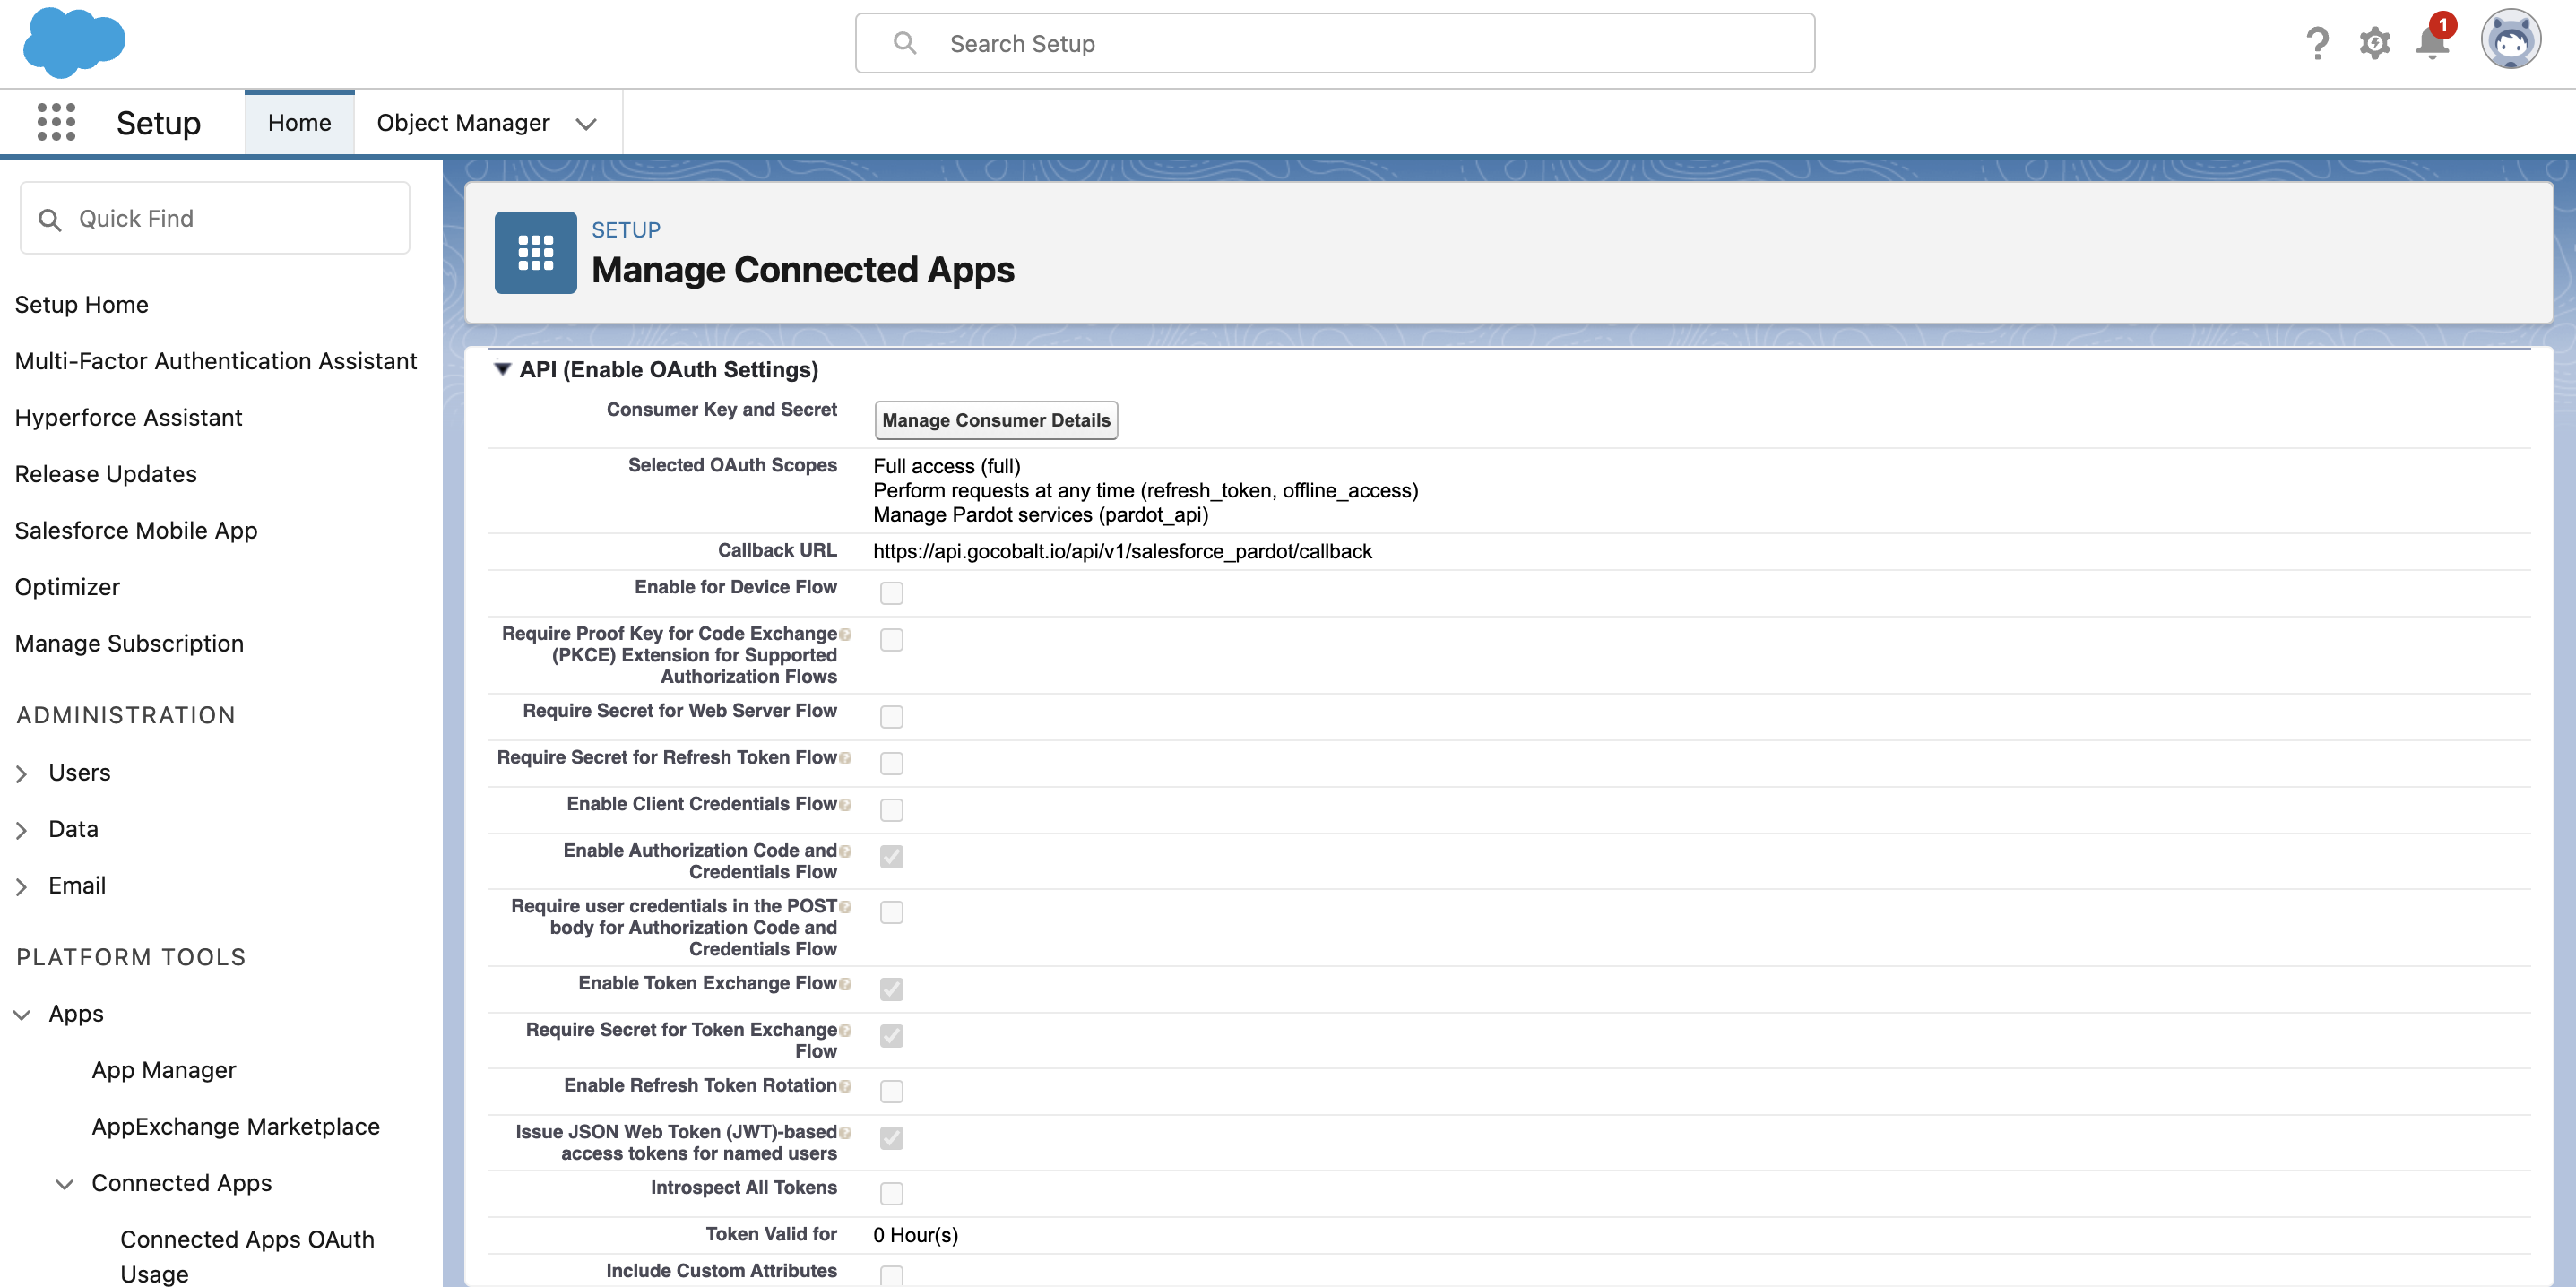 Search Setup
1
Setup
Home
Object Manager
Quick Find
Setup Home
Multi-Factor Authentication Assistant
Hyperforce Assistant
Release Updates
Salesforce Mobile App
Optimizer
Manage Subscription
ADMINISTRATION
Users
Data
Email
PLATFORM TOOLS
Apps
App Manager
AppExchange Marketplace
Connected Apps
Connected Apps OAuth
Usage
SETUP
Manage Connected Apps
API (Enable OAuth Settings)
Consumer Key and Secret
Manage Consumer Details
Selected OAuth Scopes
Full access (full)
Perform requests at any time (refresh_token, offline_access)
Manage Pardot services (pardot_api)
Callback URL
https://api.gocobalt.io/api/v1/salesforce_pardot/callback
Enable for Device Flow
Require Proof Key for Code Exchange
(PKCE) Extension for Supported
Authorization Flows
Require Secret for Web Server Flow
Require Secret for Refresh Token Flow
Enable Client Credentials Flow
Enable Authorization Code and
Credentials Flow
Require user credentials in the POST
body for Authorization Code and
Credentials Flow
Enable Token Exchange Flow
Require Secret for Token Exchange
Flow
Enable Refresh Token Rotation
Issue JSON Web Token (JWT)-based
access tokens for named users
Introspect All Tokens
Token Valid for
0 Hour(s)
Include Custom Attributes